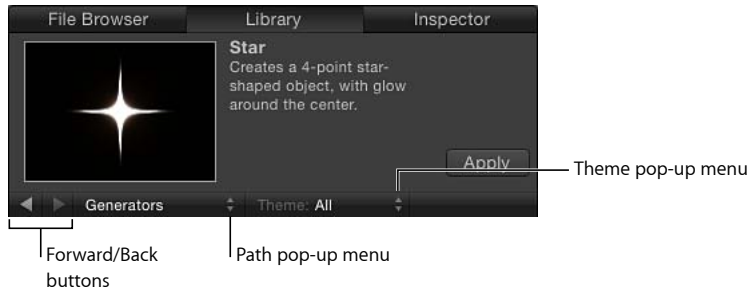 File Browser Library Inspector
Star
Creates a 4-point star-
shaped object, with glow
around the center.
Apply
Theme pop-up menu
Generators Theme: All
Forward/Back
buttons
Path pop-up menu